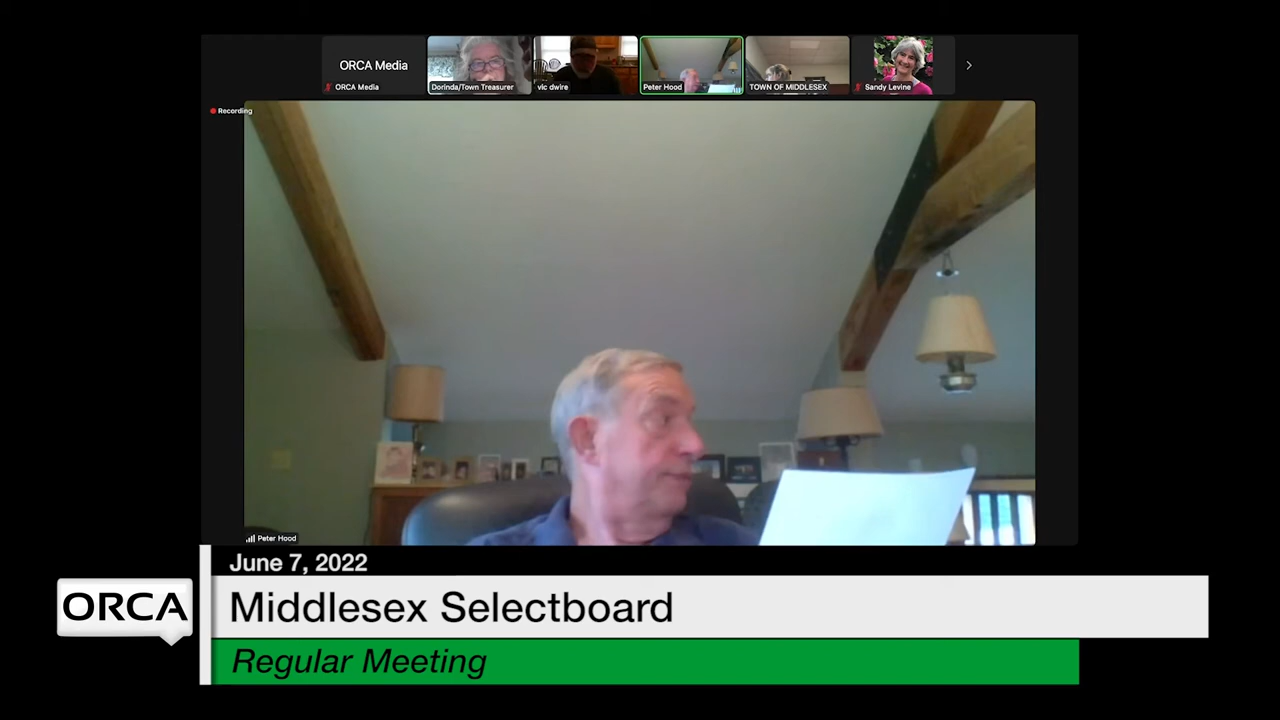 ORCA Media
ORCA Media
Dorinda/Town Treasurer
vic dwire
Peter Hood
TOWN OF MIDDLESEX
Sandy Levine
Recording
Peter Hood
June 7, 2022
ORCA
Middlesex Selectboard
Regular Meeting